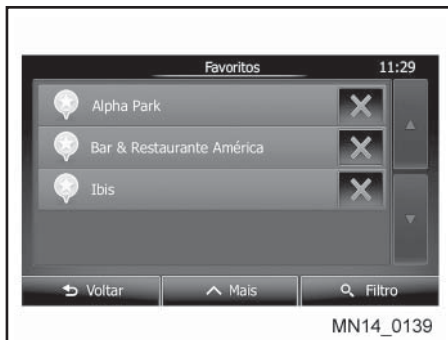 Favoritos 11:29
Alpha Park
Bar & Restaurante América
Ibis
Voltar Mais Filtro
MN14_0139